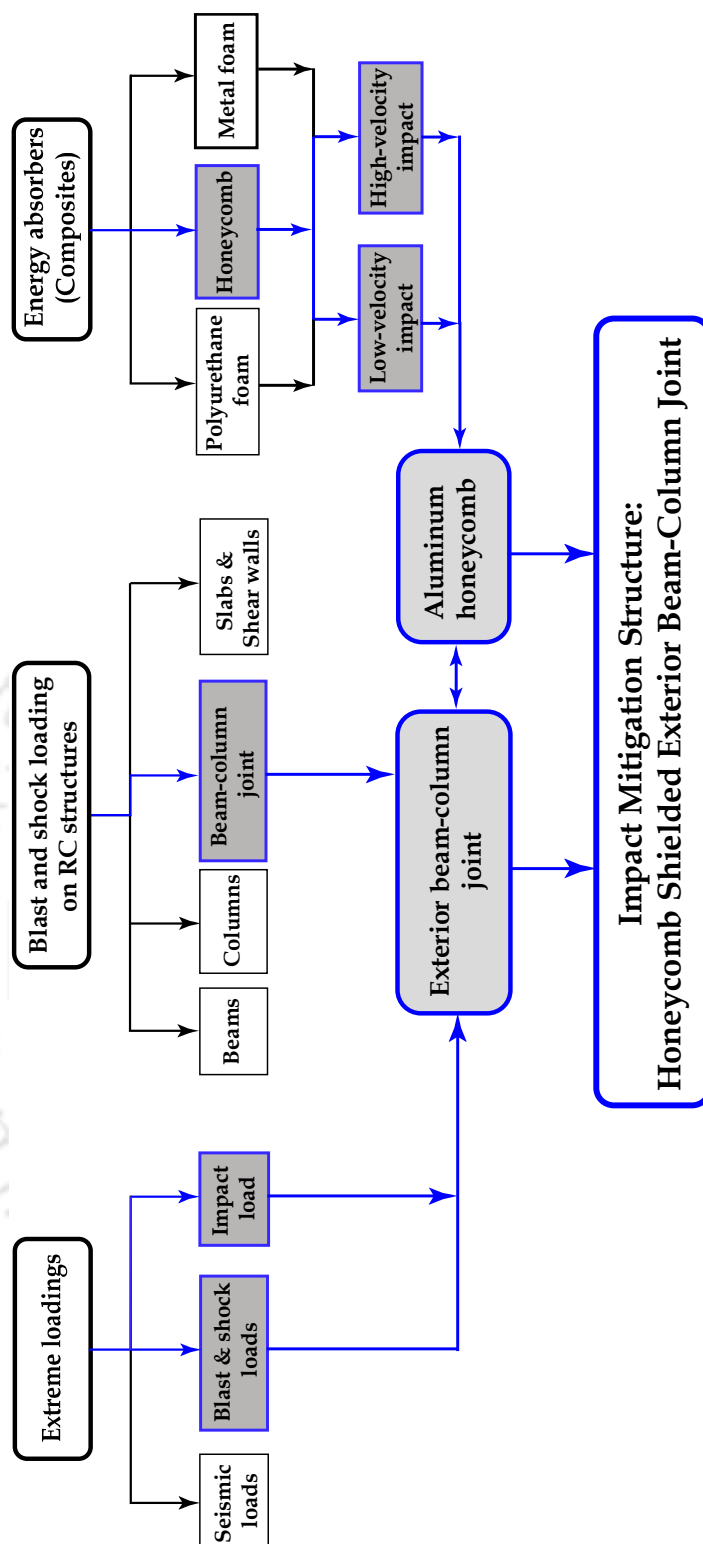 Extreme loadings
Seismic
loads
Blast & shock
loads
Impact
load
Blast and shock loading
on RC structures
Beams
Columns
Beam-column
joint
Slabs &
Shear walls
Energy absorbers
(Composites)
Polyurethane
foam
Honeycomb
Metal foam
Low-velocity
impact
High-velocity
impact
Exterior beam-column
joint
Aluminum
honeycomb
Impact Mitigation Structure:
Honeycomb Shielded Exterior Beam-Column Joint